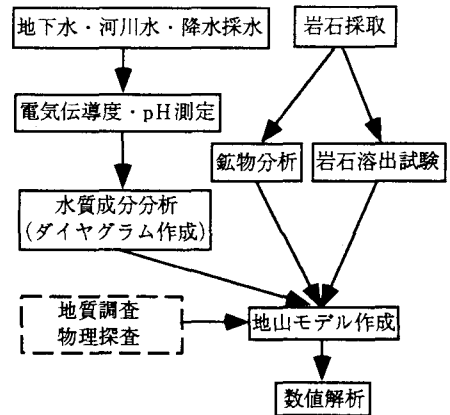 地下水・河川水・降水採水
岩石採取
電気伝導度・pH測定
鉱物分析
岩石溶出試験
水質成分分析
(ダイヤグラム作成)
地質調査
物理探査
地山モデル作成
数値解析